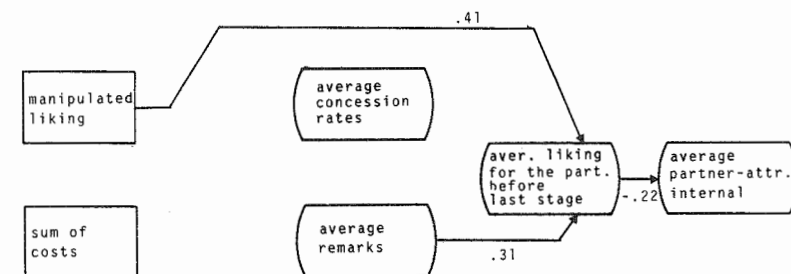 .41
manipulated
liking
average
concession
rates
aver. liking
for the part.
hefore
last stage
-.22
average
partner-attr.
internal
sum of
costs
average
remarks
.31